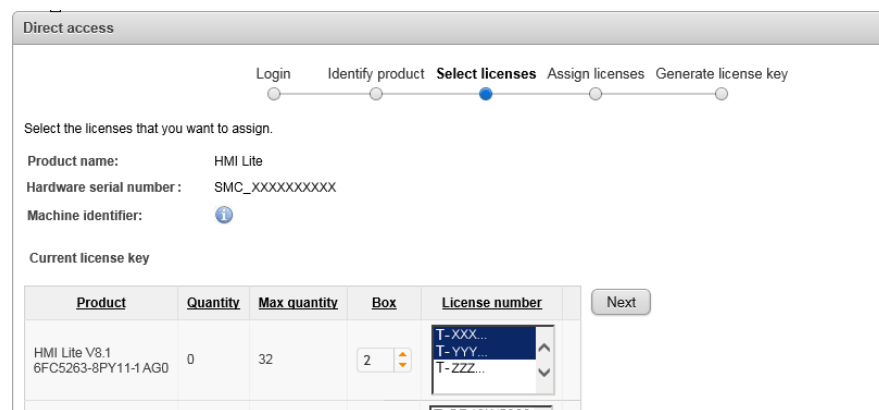 Direct access
Login Identify product Select licenses Assign licenses Generate license key
Select the licenses that you want to assign.
Product name: HMI Lite
Hardware serial number: SMC_XXXXXXXXXX
Machine identifier: i
Current license key
Product Quantity Max quantity Box License number Next
HMI Lite V8.1
6FC5263-8PY11-1AG0 0 32 2
T-XXX...
T-YYY...
T-ZZZ...